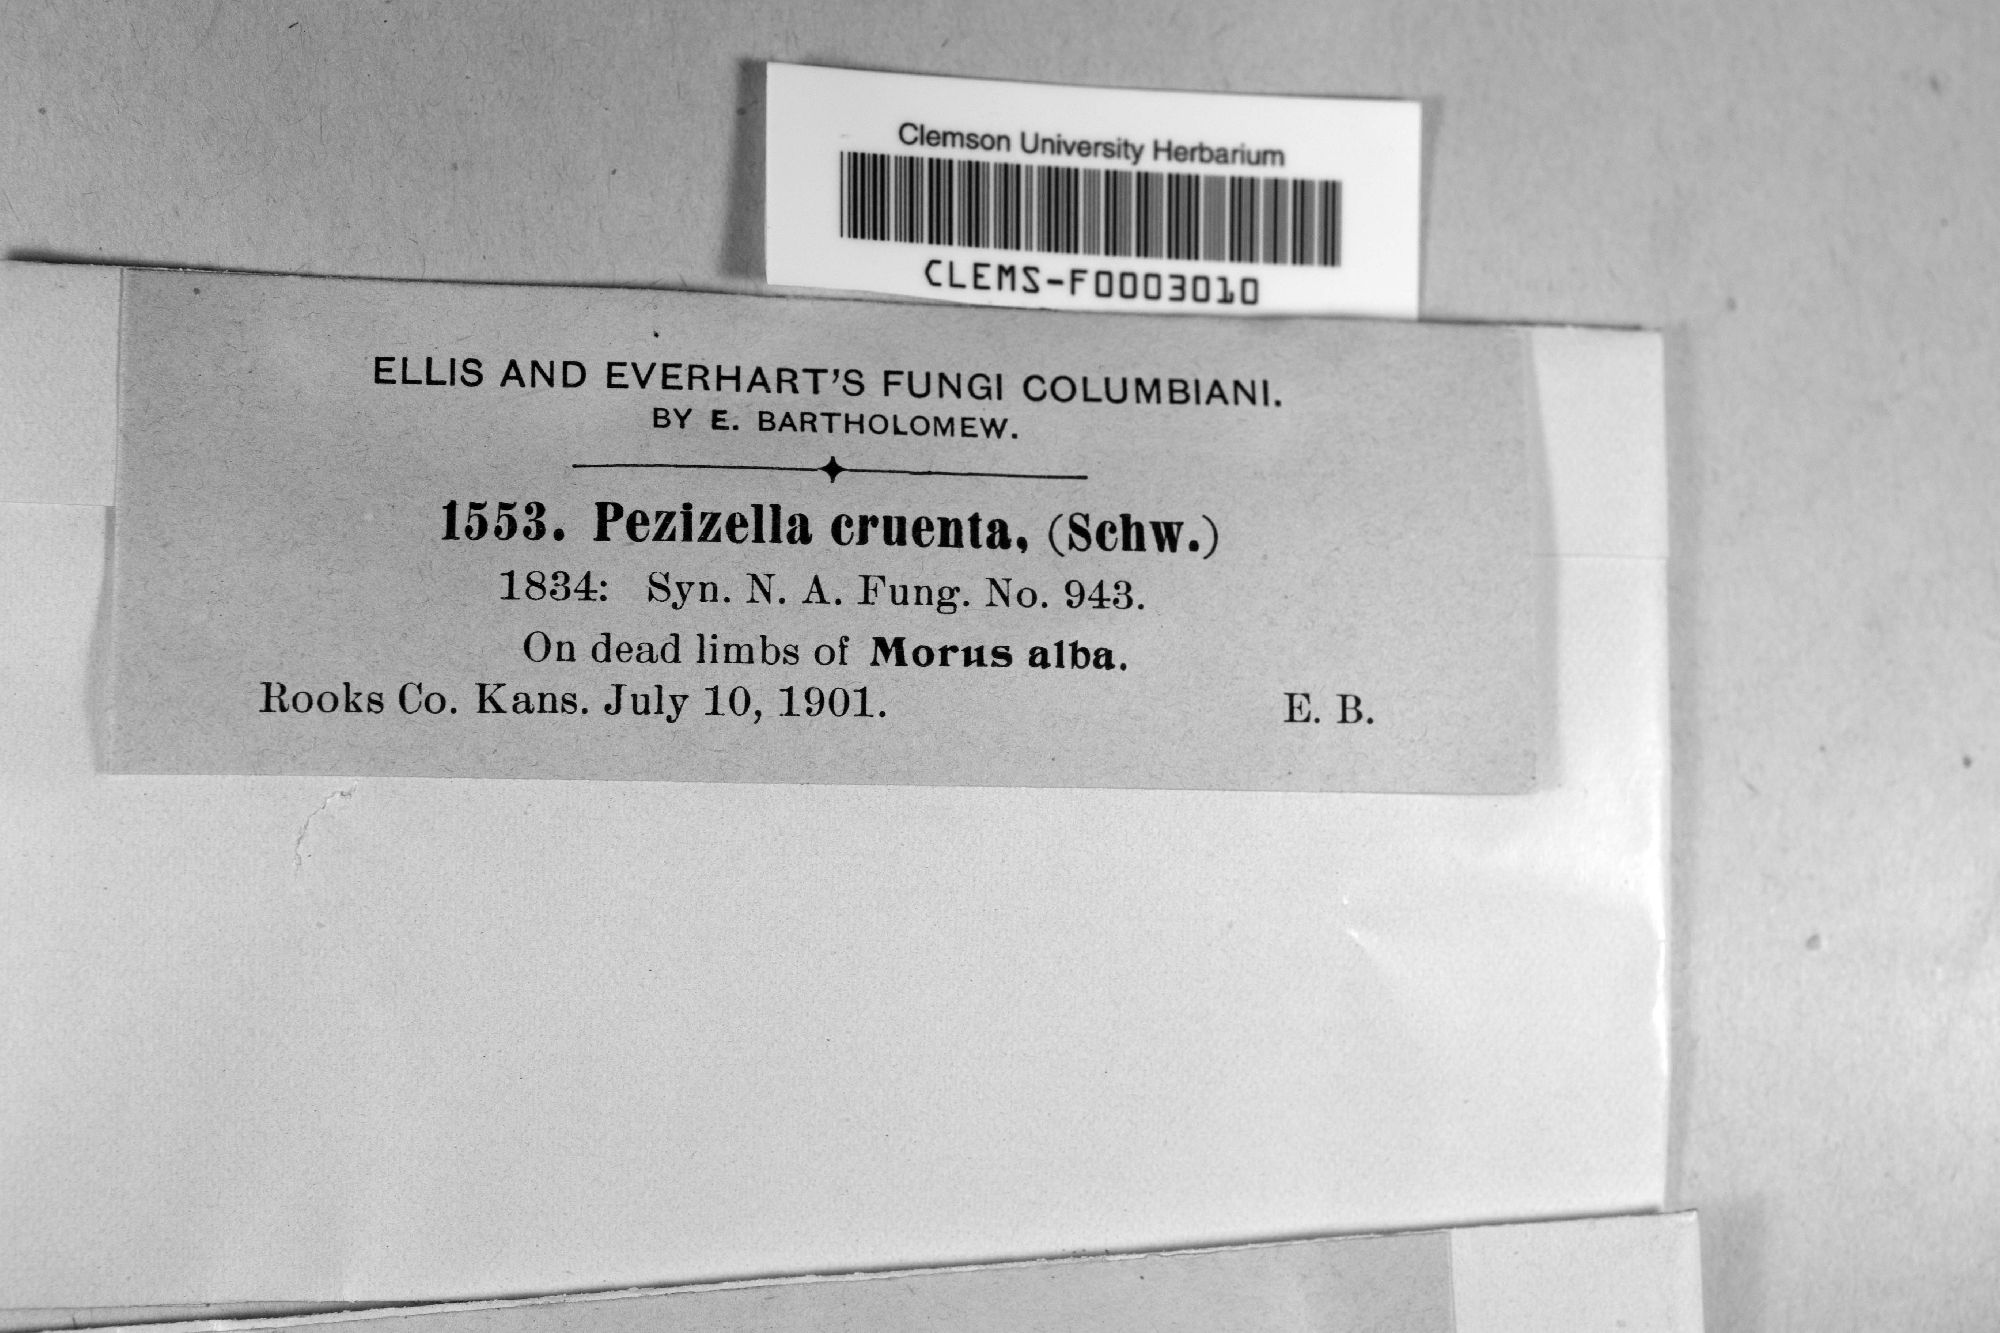 Clemson University Herbarium
CLEMS-F0003010
ELLIS AND EVERHART'S FUNGI COLUMBIANI.
BY E. BARTHOLOMEW.
1553. Pezizella cruenta, (Schw.)
1834: Syn. N. A. Fung. No. 943.
On dead limbs of Morus alba.
Rooks Co. Kans. July 10, 1901. E. B.